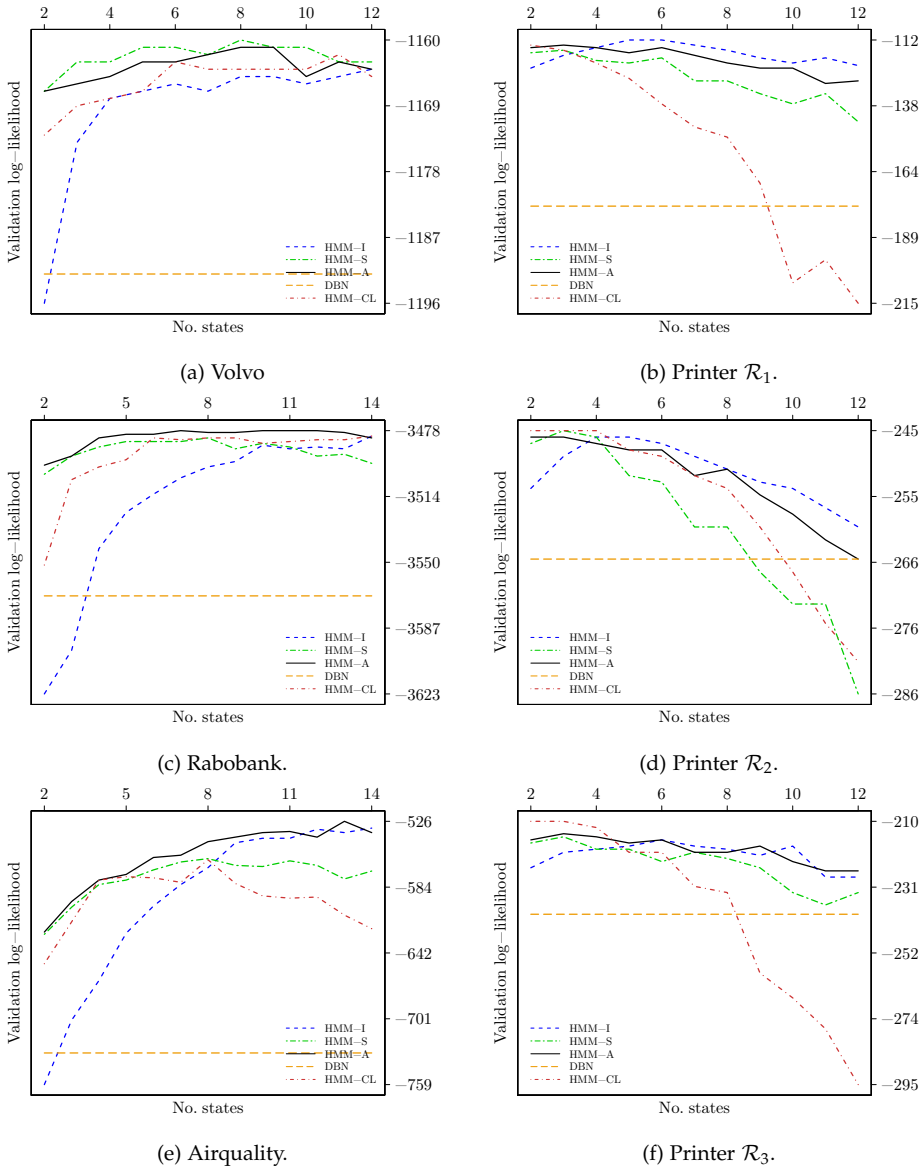 2 4 6 8 10 12
Validation log−likelihood
−1160
−1169
−1178
−1187
−1196
HMM−I
HMM−S
HMM−A
DBN
HMM−CL
No. states
(a) Volvo
2 4 6 8 10 12
Validation log−likelihood
−112
−138
−164
−189
−215
HMM−I
HMM−S
HMM−A
DBN
HMM−CL
No. states
(b) Printer R₁.
2 5 8 11 14
Validation log−likelihood
−3478
−3514
−3550
−3587
−3623
HMM−I
HMM−S
HMM−A
DBN
HMM−CL
No. states
(c) Rabobank.
2 4 6 8 10 12
Validation log−likelihood
−245
−255
−266
−276
−286
HMM−I
HMM−S
HMM−A
DBN
HMM−CL
No. states
(d) Printer R₂.
2 5 8 11 14
Validation log−likelihood
−526
−584
−642
−701
−759
HMM−I
HMM−S
HMM−A
DBN
HMM−CL
No. states
(e) Airquality.
2 4 6 8 10 12
Validation log−likelihood
−210
−231
−252
−274
−295
HMM−I
HMM−S
HMM−A
DBN
HMM−CL
No. states
(f) Printer R₃.